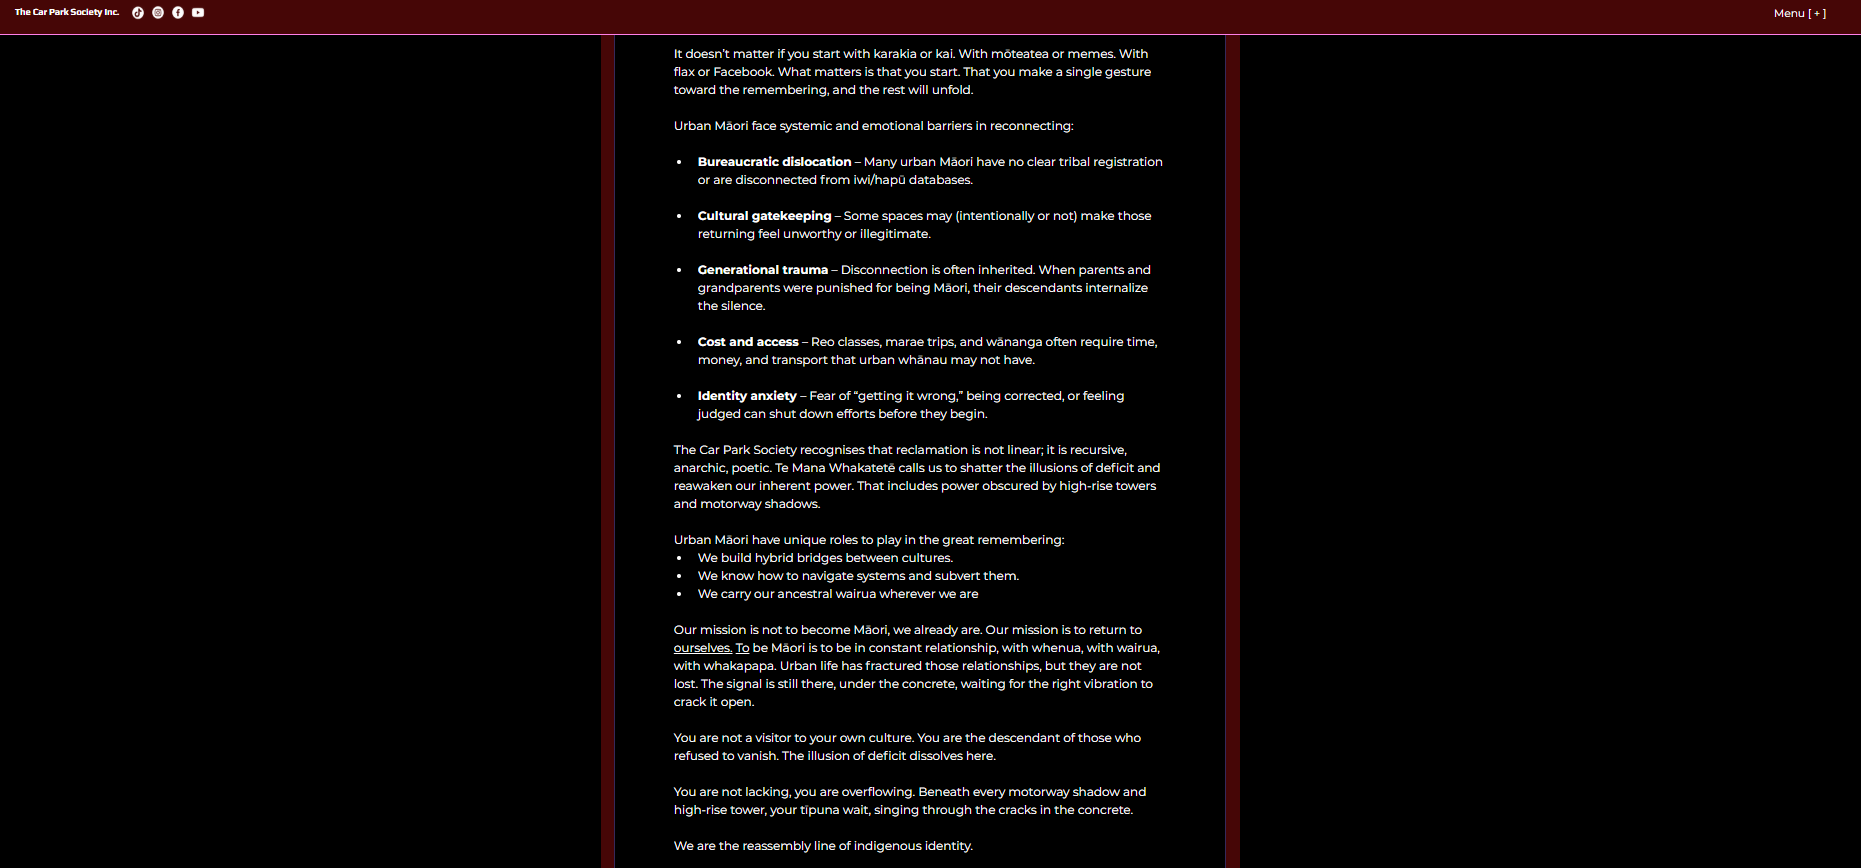 The Car Park Society Inc.
Menu [ + ]
It doesn’t matter if you start with karakia or kai. With mōteatea or memes. With
flax or Facebook. What matters is that you start. That you make a single gesture
toward the remembering, and the rest will unfold.
Urban Māori face systemic and emotional barriers in reconnecting:
• Bureaucratic dislocation – Many urban Māori have no clear tribal registration
or are disconnected from iwi/hapū databases.
• Cultural gatekeeping – Some spaces may (intentionally or not) make those
returning feel unworthy or illegitimate.
• Generational trauma – Disconnection is often inherited. When parents and
grandparents were punished for being Māori, their descendants internalize
the silence.
• Cost and access – Reo classes, marae trips, and wānanga often require time,
money, and transport that urban whānau may not have.
• Identity anxiety – Fear of “getting it wrong,” being corrected, or feeling
judged can shut down efforts before they begin.
The Car Park Society recognises that reclamation is not linear; it is recursive,
anarchic, poetic. Te Mana Whakatetē calls us to shatter the illusions of deficit and
reawaken our inherent power. That includes power obscured by high-rise towers
and motorway shadows.
Urban Māori have unique roles to play in the great remembering:
• We build hybrid bridges between cultures.
• We know how to navigate systems and subvert them.
• We carry our ancestral wairua wherever we are
Our mission is not to become Māori, we already are. Our mission is to return to
ourselves. To be Māori is to be in constant relationship, with whenua, with wairua,
with whakapapa. Urban life has fractured those relationships, but they are not
lost. The signal is still there, under the concrete, waiting for the right vibration to
crack it open.
You are not a visitor to your own culture. You are the descendant of those who
refused to vanish. The illusion of deficit dissolves here.
You are not lacking, you are overflowing. Beneath every motorway shadow and
high-rise tower, your tīpuna wait, singing through the cracks in the concrete.
We are the reassembly line of indigenous identity.